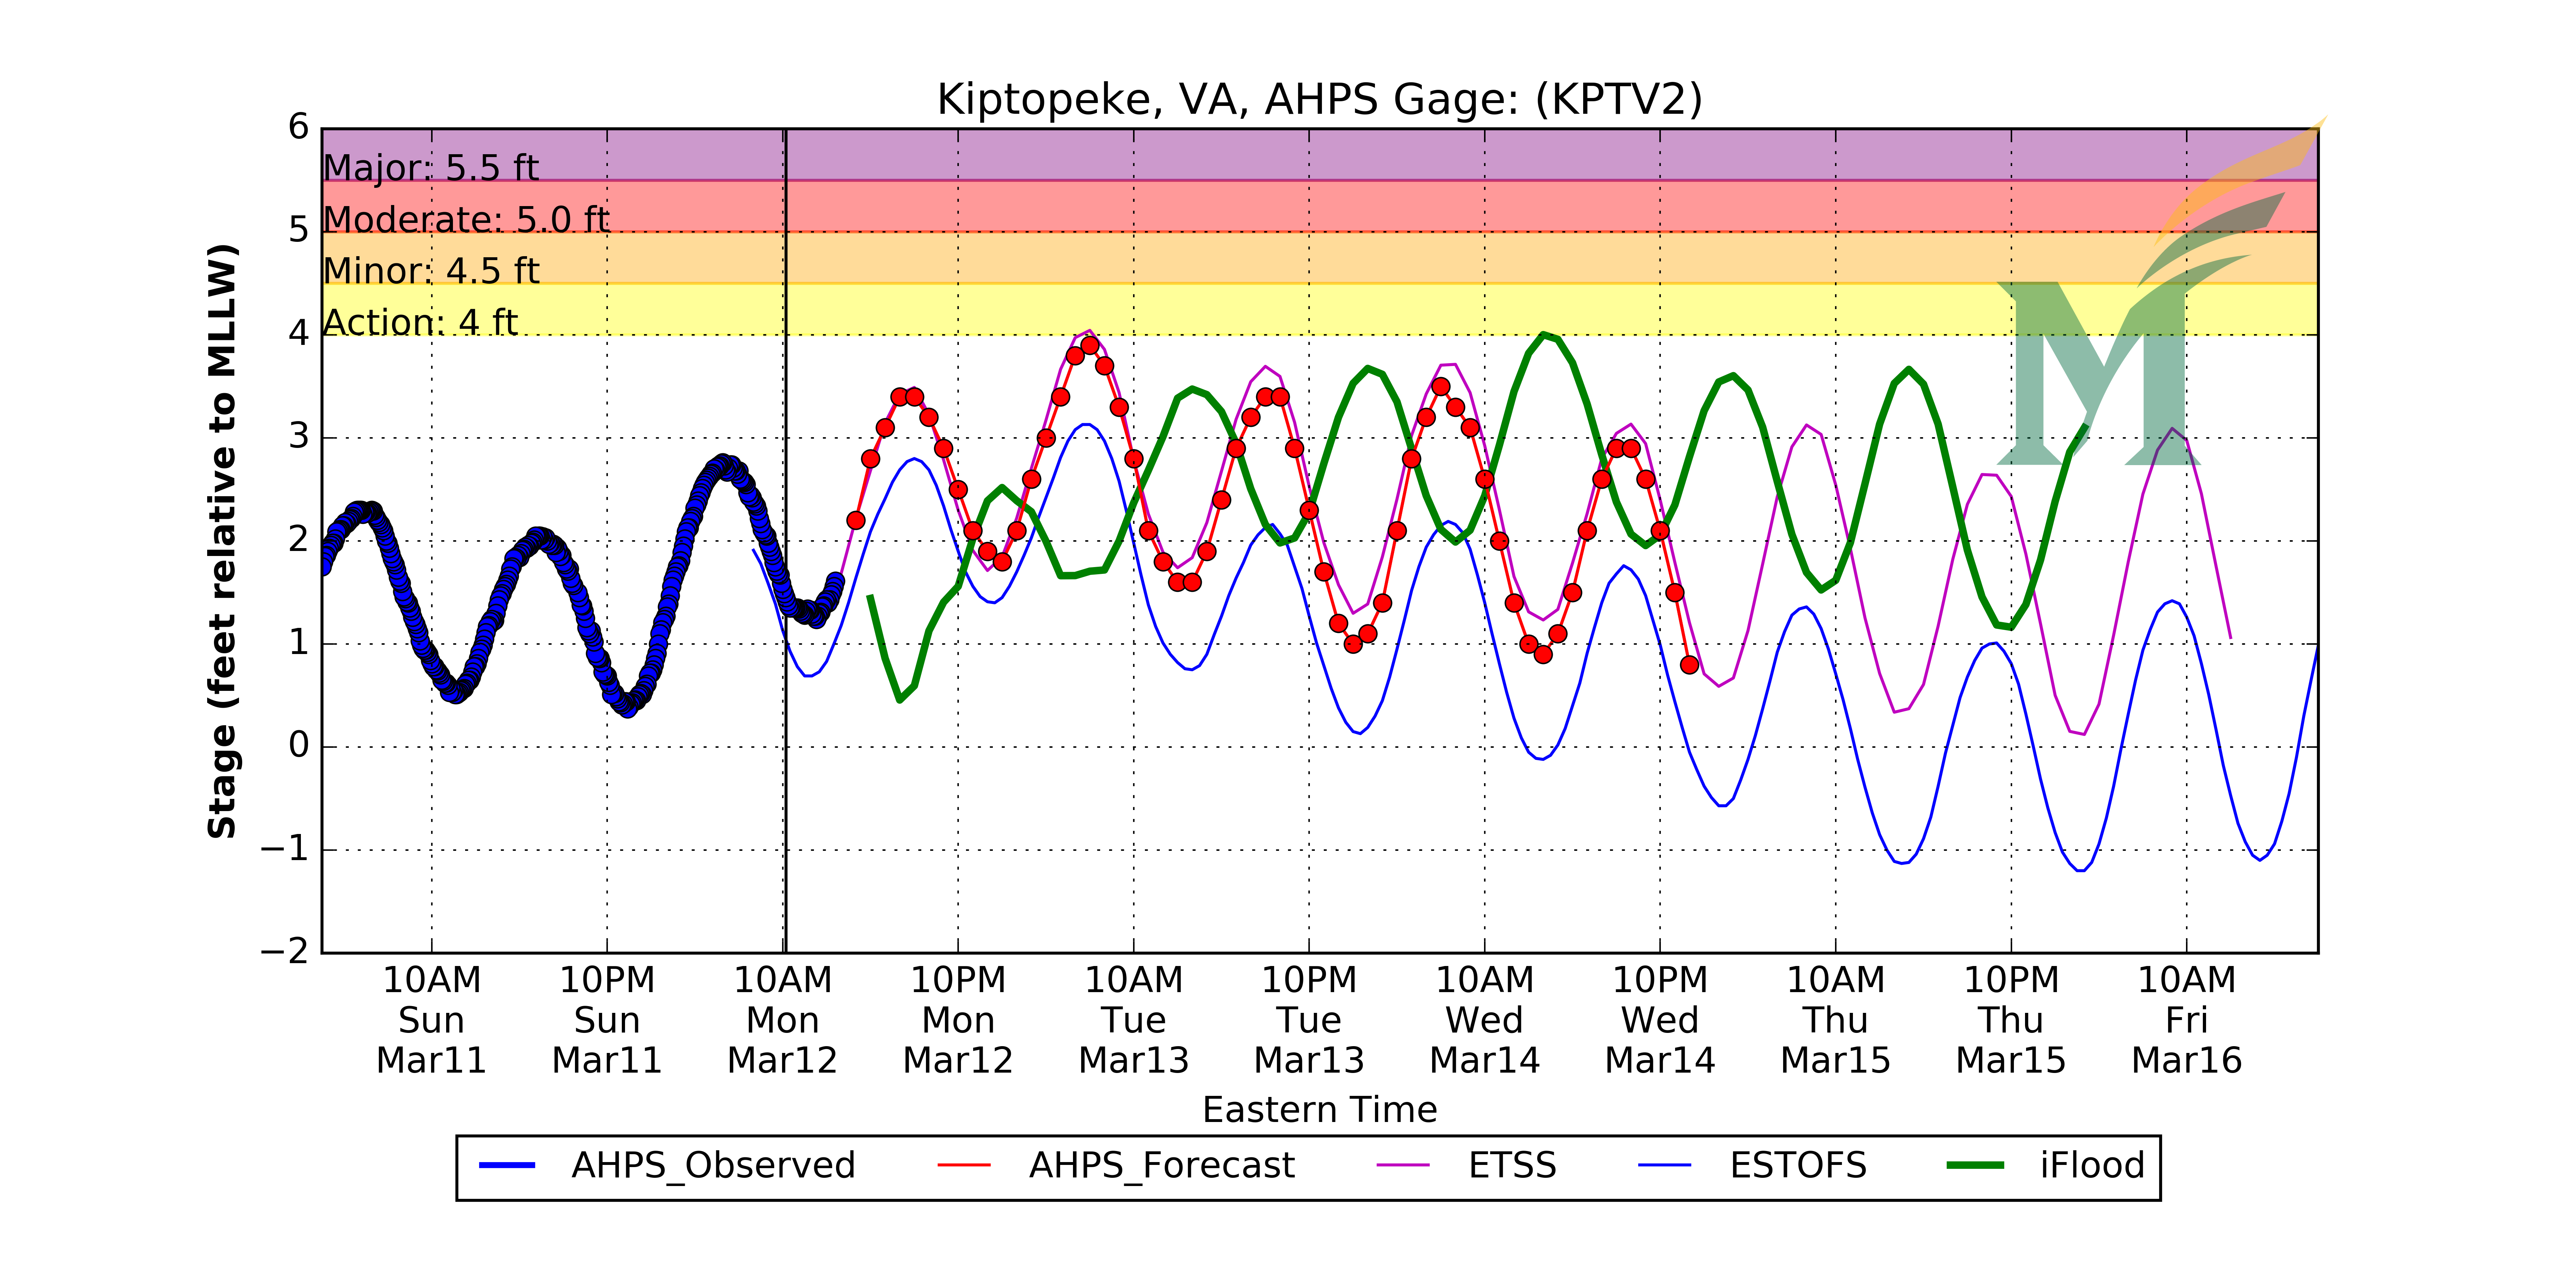 Kiptopeke, VA, AHPS Gage: (KPTV2)
6
Major: 5.5 ft
Moderate: 5.0 ft
5
Minor: 4.5 ft
Action: 4 ft
4
3
2
1
0
−1
−2
Stage (feet relative to MLLW)
10AM 10PM 10AM 10PM 10AM 10PM 10AM 10PM 10AM 10PM 10AM
Sun Sun Mon Mon Tue Tue Wed Wed Thu Thu Fri
Mar11 Mar11 Mar12 Mar12 Mar13 Mar13 Mar14 Mar14 Mar15 Mar15 Mar16
Eastern Time
AHPS_Observed AHPS_Forecast ETSS ESTOFS iFlood
M